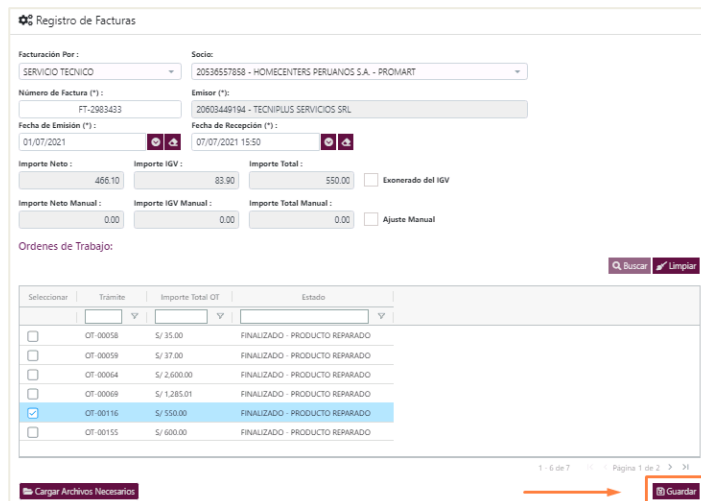 Registro de Facturas
Facturación Por : Socio:
SERVICIO TECNICO 20536557858 - HOMECENTERS PERUANOS S.A. - PROMART
Número de Factura (*) : Emisor (*):
FT-2983433 20603449194 - TECNIPLUS SERVICIOS SRL
Fecha de Emisión (*) : Fecha de Recepción (*) :
01/07/2021 07/07/2021 15:50
Importe Neto : Importe IGV : Importe Total :
466.10 83.90 550.00 Exonerado del IGV
Importe Neto Manual : Importe IGV Manual : Importe Total Manual :
0.00 0.00 0.00 Ajuste Manual
Ordenes de Trabajo:
Buscar Limpiar
Seleccionar Trámite Importe Total OT Estado
OT-00058 S/ 35.00 FINALIZADO - PRODUCTO REPARADO
OT-00059 S/ 37.00 FINALIZADO - PRODUCTO REPARADO
OT-00064 S/ 2,600.00 FINALIZADO - PRODUCTO REPARADO
OT-00069 S/ 1,285.01 FINALIZADO - PRODUCTO REPARADO
OT-00116 S/ 550.00 FINALIZADO - PRODUCTO REPARADO
OT-00155 S/ 600.00 FINALIZADO - PRODUCTO REPARADO
1 - 6 de 7 Página 1 de 2
Cargar Archivos Necesarios Guardar